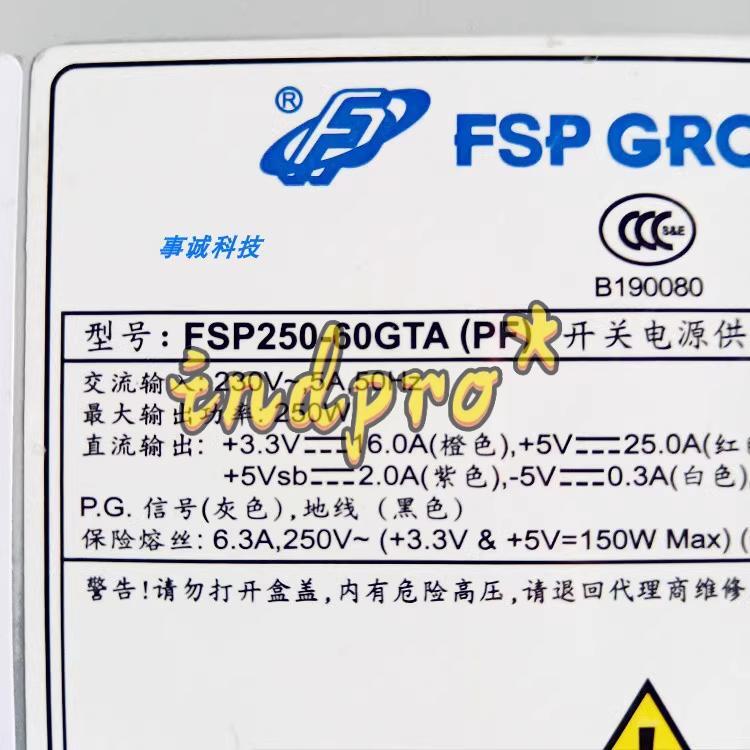 ® FSP GRO
事诚科技
S&E
B190080
型号: FSP250-60GTA (PF) 开关电源供
交流输入: 230V~,5A,50Hz
最大输出功率: 250W
indpro*
直流输出: +3.3V⎓16.0A(橙色),+5V⎓25.0A(红
+5Vsb⎓2.0A(紫色),-5V⎓0.3A(白色)
P.G. 信号(灰色),地线 (黑色)
保险熔丝: 6.3A,250V~ (+3.3V & +5V=150W Max) (
警告!请勿打开盒盖,内有危险高压,请退回代理商维修